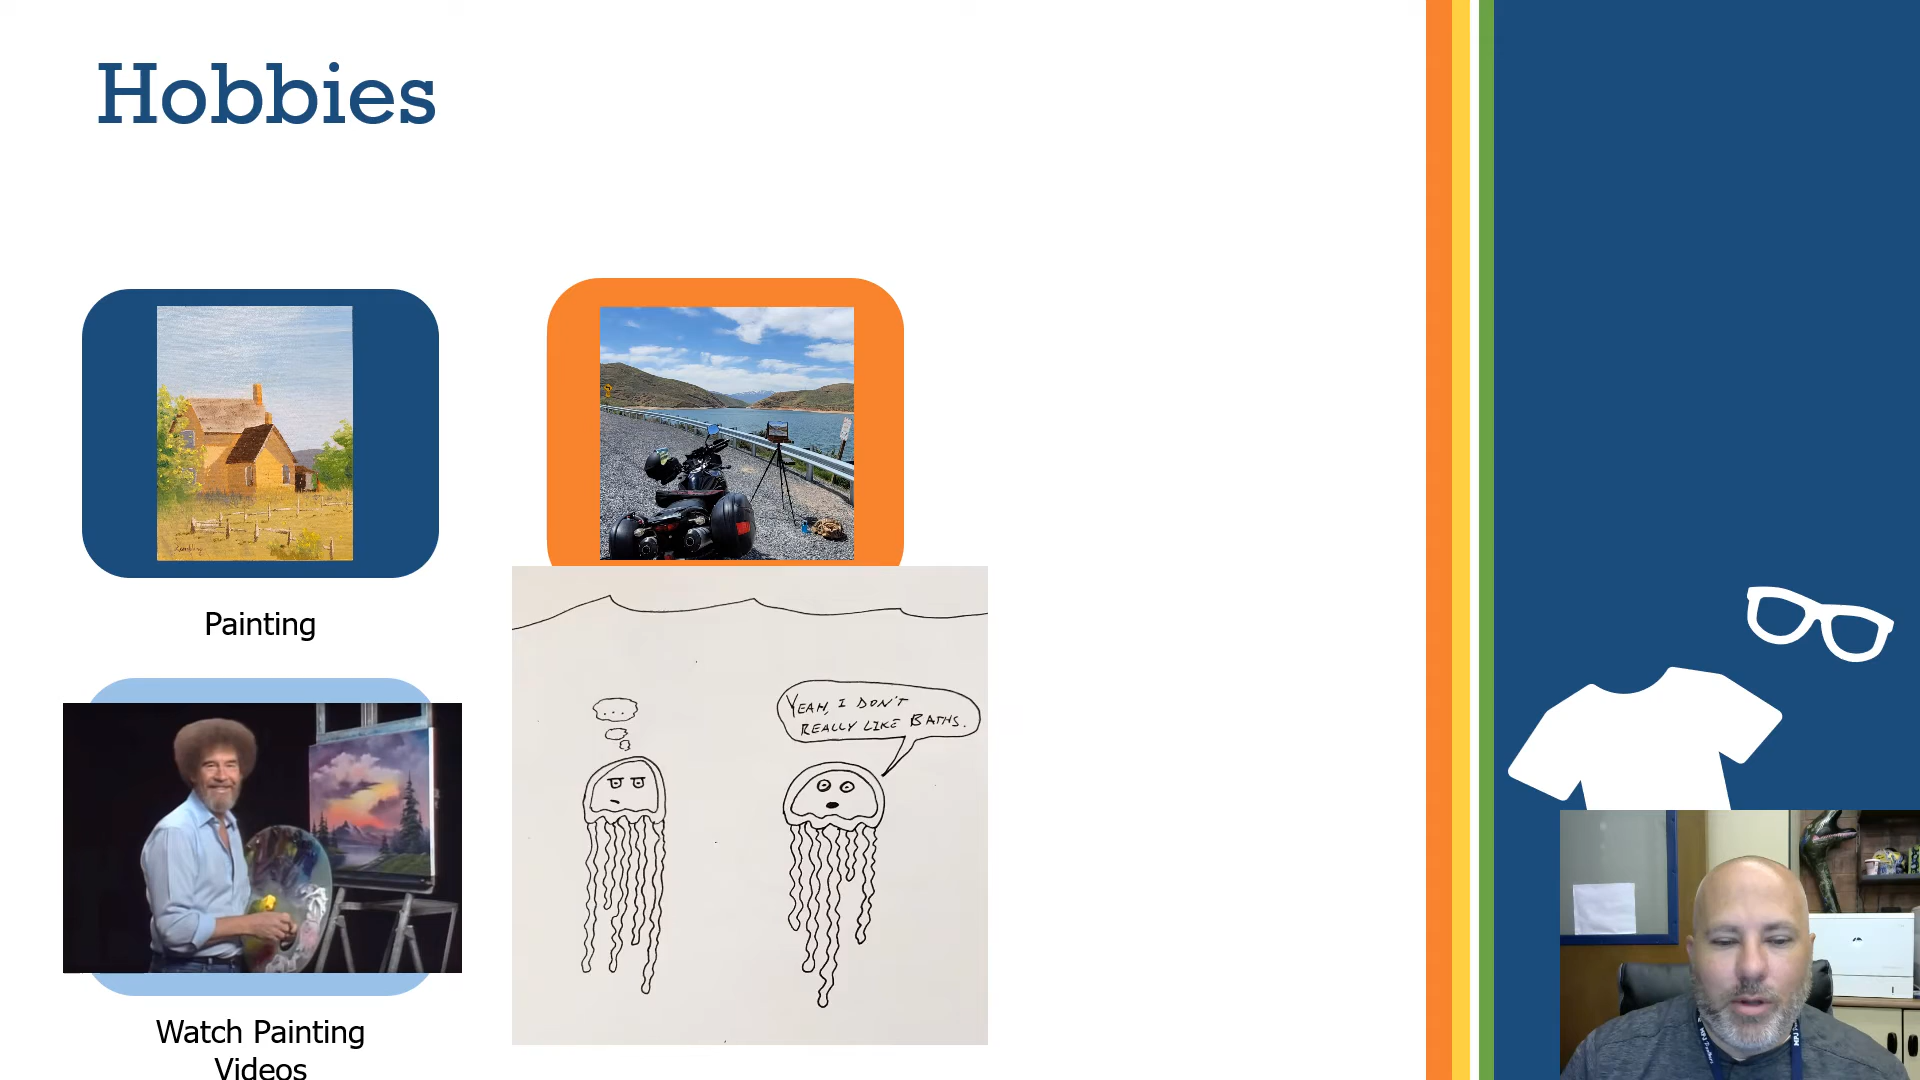 Hobbies
Painting
YEAH, I DON'T
REALLY LIKE BATHS.
...
Watch Painting
Videos